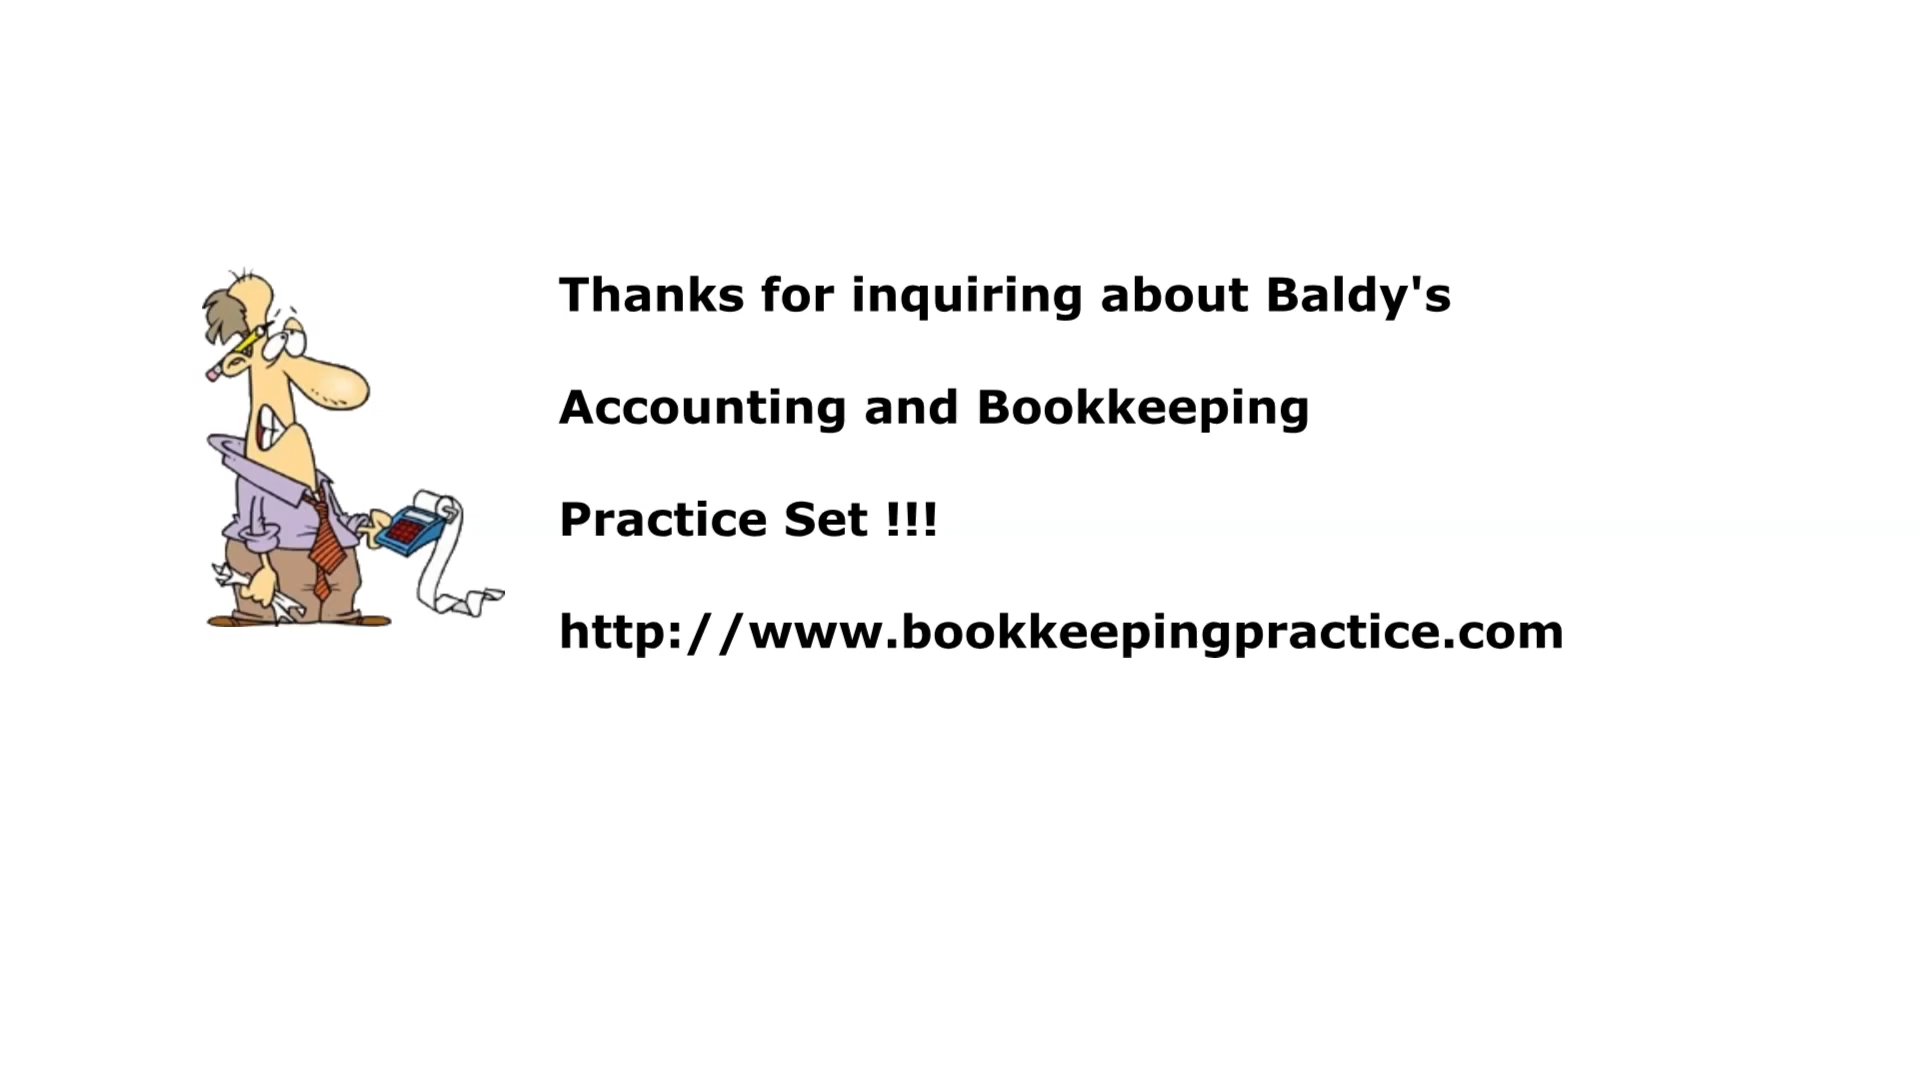 Thanks for inquiring about Baldy's
Accounting and Bookkeeping
Practice Set !!!
http://www.bookkeepingpractice.com